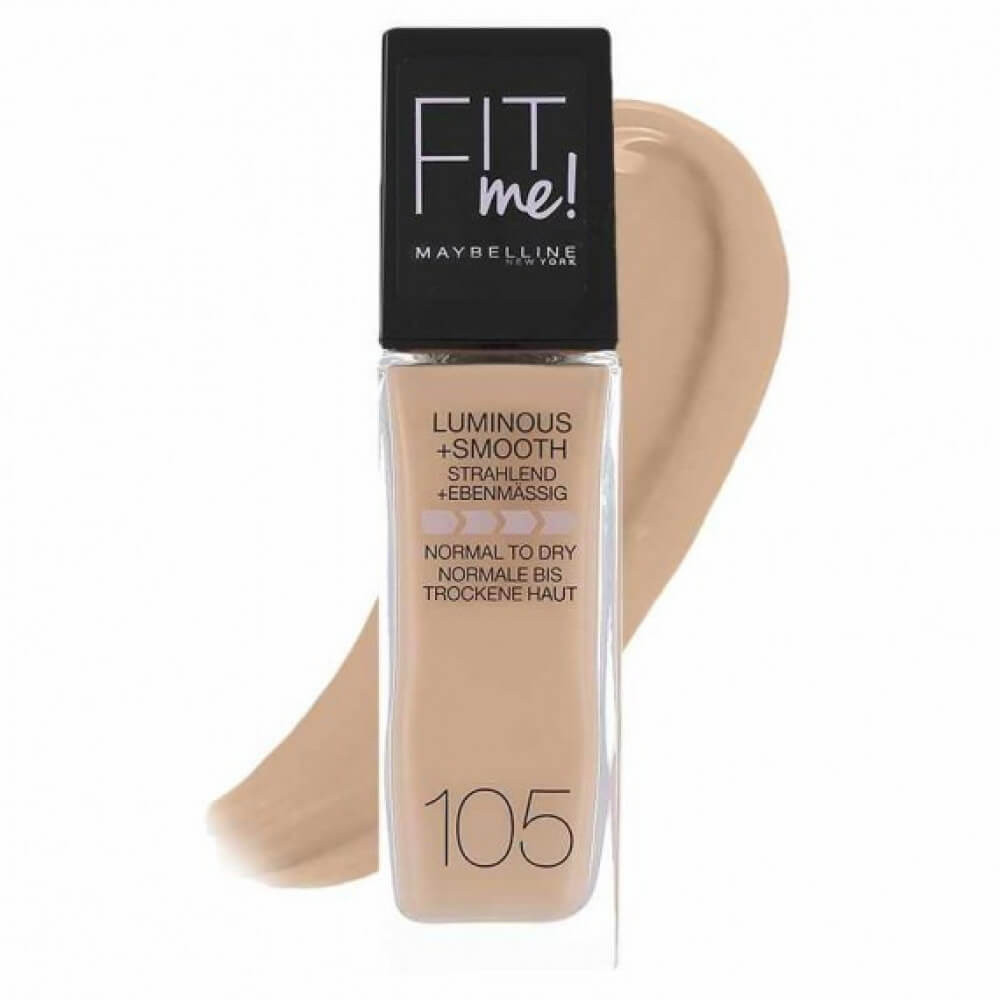 FIT
me!
MAYBELLINE
NEW YORK
LUMINOUS
+SMOOTH
STRAHLEND
+EBENMÄSSIG
NORMAL TO DRY
NORMALE BIS
TROCKENE HAUT
105